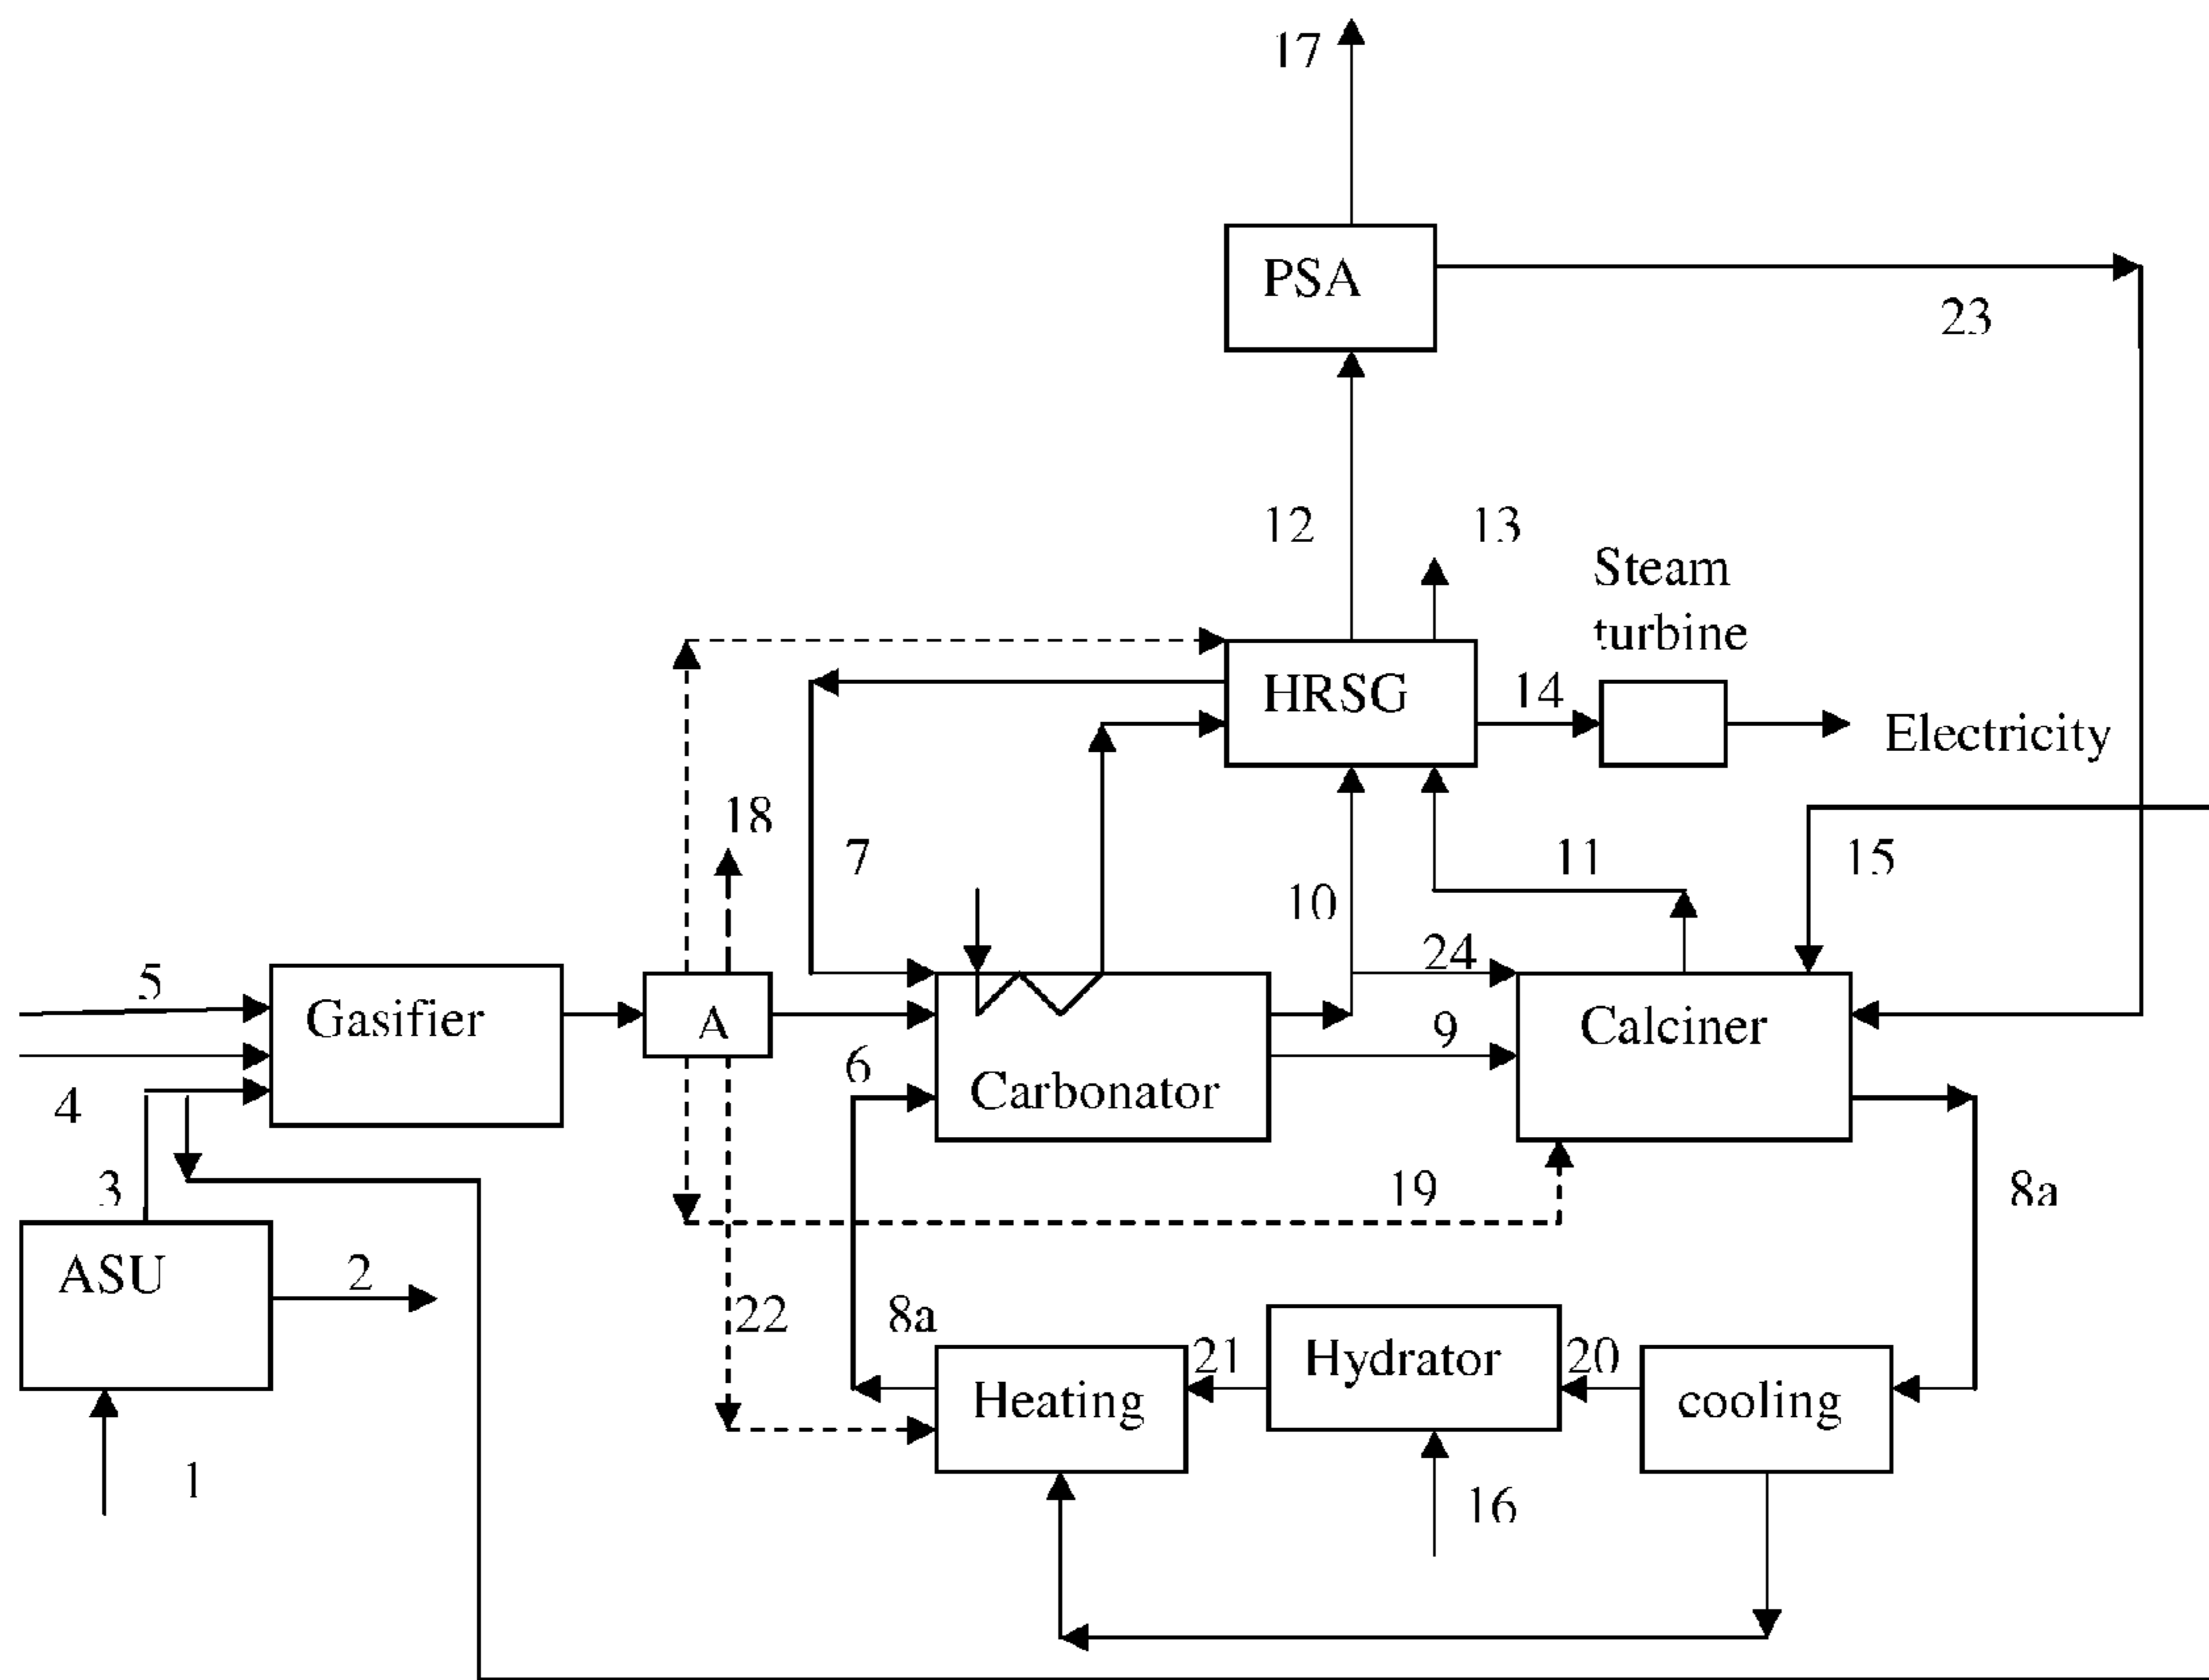 17
PSA
23
12
13
Steam
turbine
HRSG
14
Electricity
18
7
11
15
10
24
5
Gasifier
A
Calciner
9
6
Carbonator
4
3
19
8a
ASU
2
22
8a
21
Hydrator
20
Heating
cooling
1
16